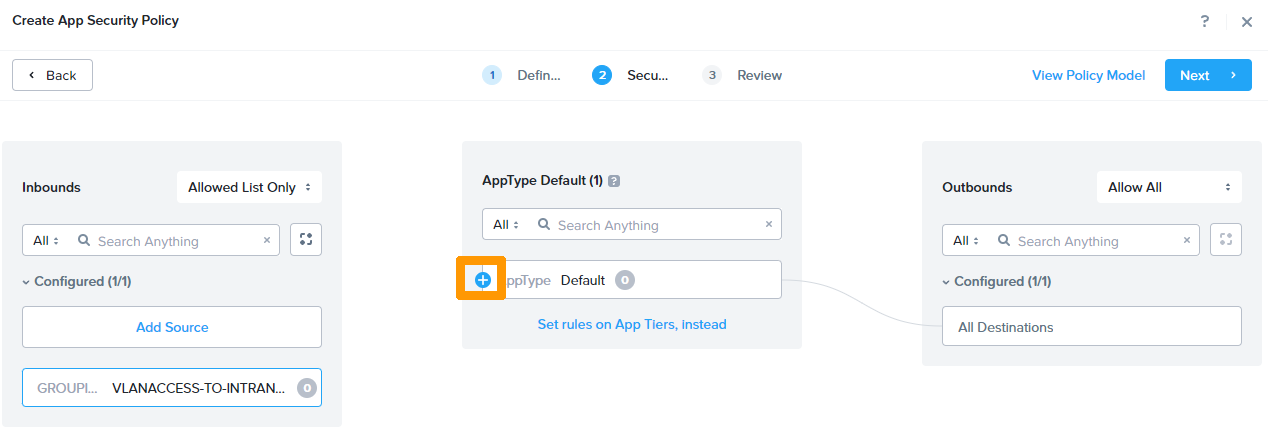 Create App Security Policy
?
Back
1 Defin...
2 Secu...
3 Review
View Policy Model
Next
Inbounds
Allowed List Only
All
Search Anything
Configured (1/1)
Add Source
GROUPI... VLANACCESS-TO-INTRAN... 0
AppType Default (1) ?
All
Search Anything
ppType Default 0
Set rules on App Tiers, instead
Outbounds
Allow All
All
Search Anything
Configured (1/1)
All Destinations